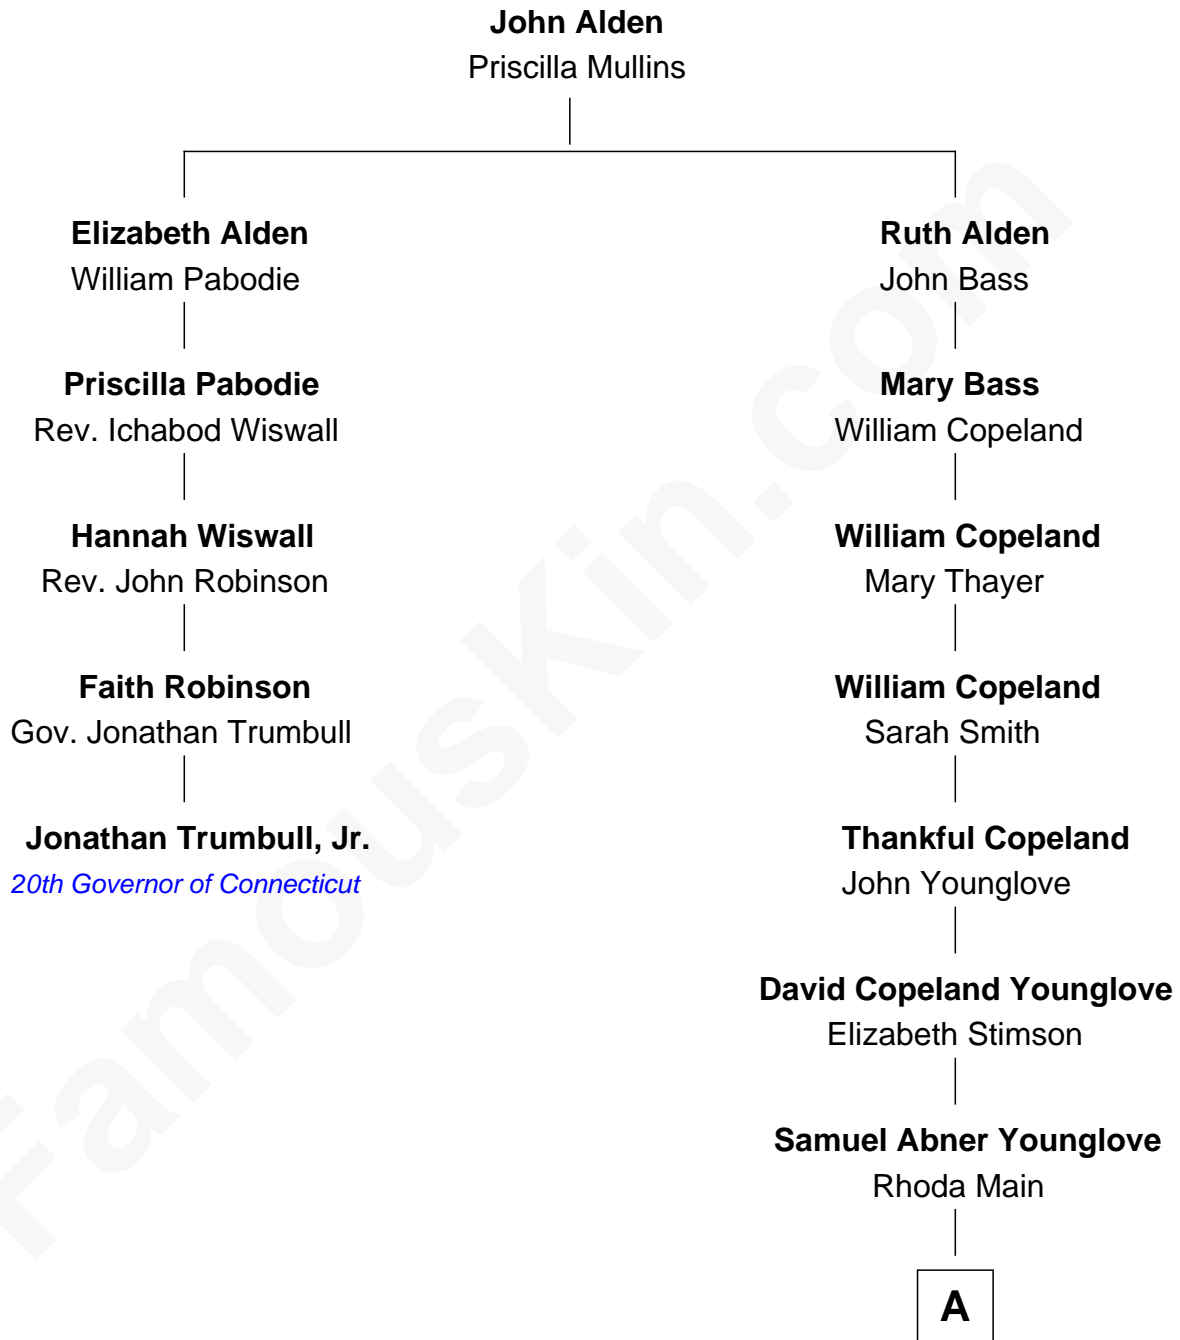 John Alden
Priscilla Mullins
Elizabeth Alden
William Pabodie
Priscilla Pabodie
Rev. Ichabod Wiswall
Hannah Wiswall
Rev. John Robinson
Faith Robinson
Gov. Jonathan Trumbull
Jonathan Trumbull, Jr.
20th Governor of Connecticut
Ruth Alden
John Bass
Mary Bass
William Copeland
William Copeland
Mary Thayer
William Copeland
Sarah Smith
Thankful Copeland
John Younglove
David Copeland Younglove
Elizabeth Stimson
Samuel Abner Younglove
Rhoda Main
A
FamousKin.com